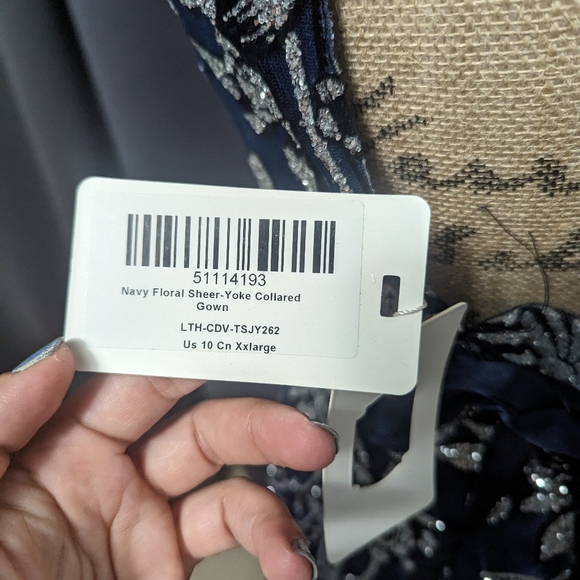 51114193
Navy Floral Sheer-Yoke Collared
Gown
LTH-CDV-TSJY262
Us 10 Cn Xxlarge